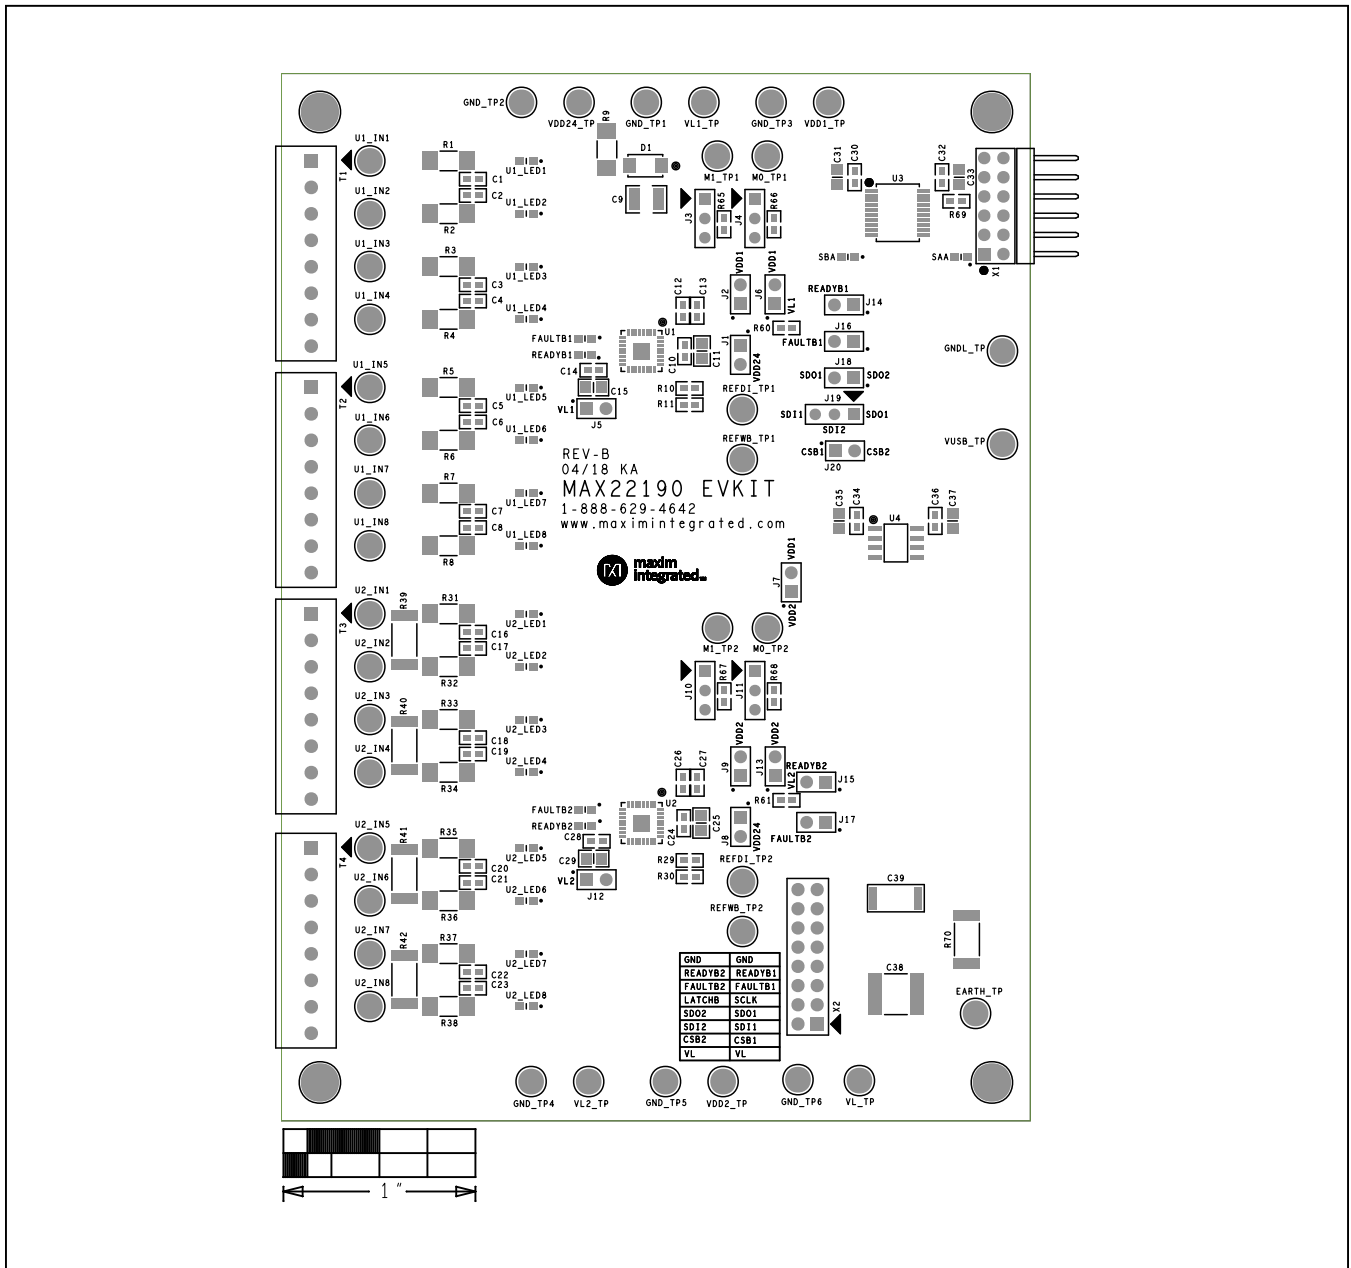 GND_TP2
VDD24_TP
R9
GND_TP1
VL1_TP
GND_TP3
VDD1_TP
U1_IN1
T1
R1
C1
U1_LED1
D1
M1_TP1
M0_TP1
C31
C30
U3
C32
C33
U1_IN2
C2
R2
U1_LED2
C9
J3
R65
J4
R66
R69
U1_IN3
R3
C3
U1_LED3
SBA
SAA
X1
U1_IN4
C4
R4
U1_LED4
C12
C13
J2
VDD1
J6
VDD1
VL1
READYB1
J14
FAULTB1
READYB1
U1
C10
C11
J1
VDD24
R60
FAULTB1
J16
GNDL_TP
U1_IN5
T2
R5
C5
U1_LED5
C14
C15
VL1
J5
R10
R11
REFDI_TP1
J18
SDO1
SDO2
J19
SDI1
SDO1
SDI2
U1_IN6
C6
R6
U1_LED6
REFWB_TP1
CSB1
CSB2
J20
VUSB_TP
U1_IN7
R7
C7
U1_LED7
REV-B
04/18 KA
MAX22190 EVKIT
1-888-629-4642
www.maximintegrated.com
C35
C34
U4
C36
C37
U1_IN8
C8
R8
U1_LED8
maxim
integrated™
J7
VDD1
VDD2
U2_IN1
T3
R39
R31
C16
U2_LED1
M1_TP2
M0_TP2
U2_IN2
C17
R32
U2_LED2
J10
R67
J11
R68
U2_IN3
R40
R33
C18
U2_LED3
U2_IN4
C19
R34
U2_LED4
C26
C27
J9
VDD2
J13
VDD2
VL2
READYB2
J15
FAULTB2
READYB2
U2
C24
C25
J8
VDD24
R61
J17
FAULTB2
U2_IN5
T4
R41
R35
C20
U2_LED5
C28
C29
VL2
J12
R29
R30
REFDI_TP2
U2_IN6
C21
R36
U2_LED6
REFWB_TP2
C39
U2_IN7
R42
R37
C22
U2_LED7
R70
U2_IN8
C23
R38
U2_LED8
C38
EARTH_TP
X2
GND GND
READYB2 READYB1
FAULTB2 FAULTB1
LATCHB SCLK
SDO2 SDO1
SDI2 SDI1
CSB2 CSB1
VL VL
GND_TP4
VL2_TP
GND_TP5
VDD2_TP
GND_TP6
VL_TP
1"